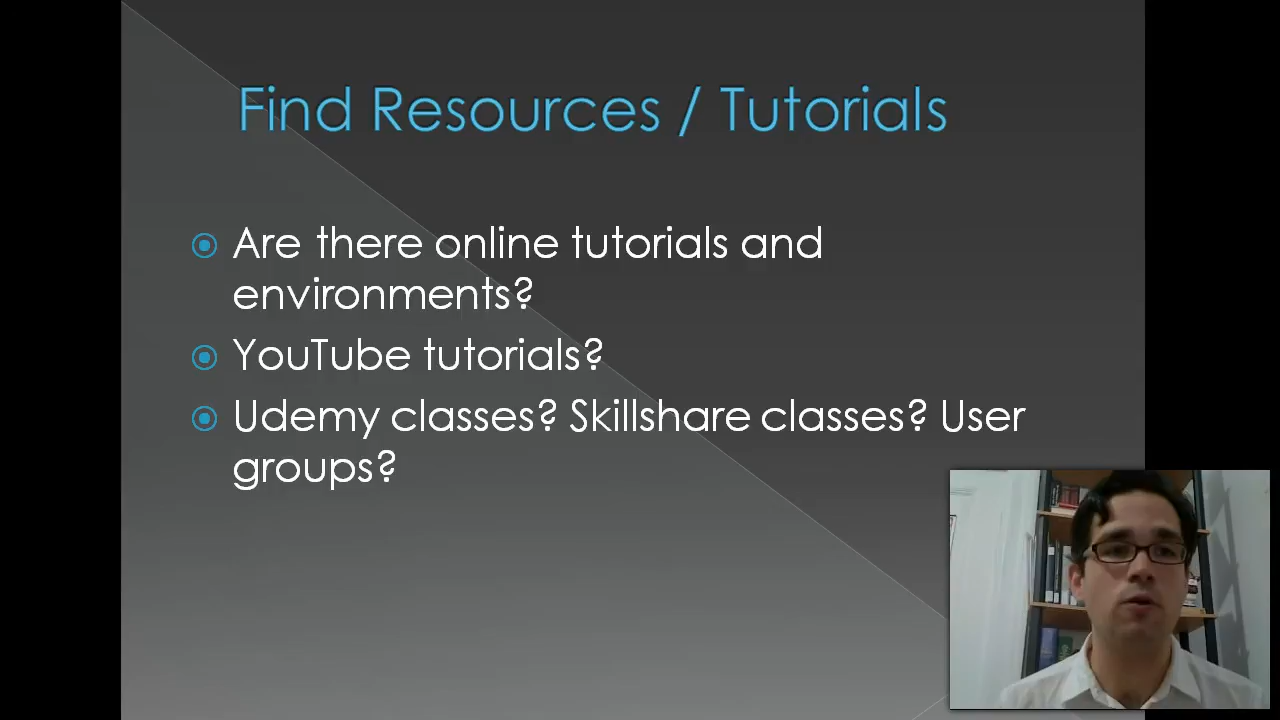 Find Resources / Tutorials
Are there online tutorials and
environments?
YouTube tutorials?
Udemy classes? Skillshare classes? User
groups?